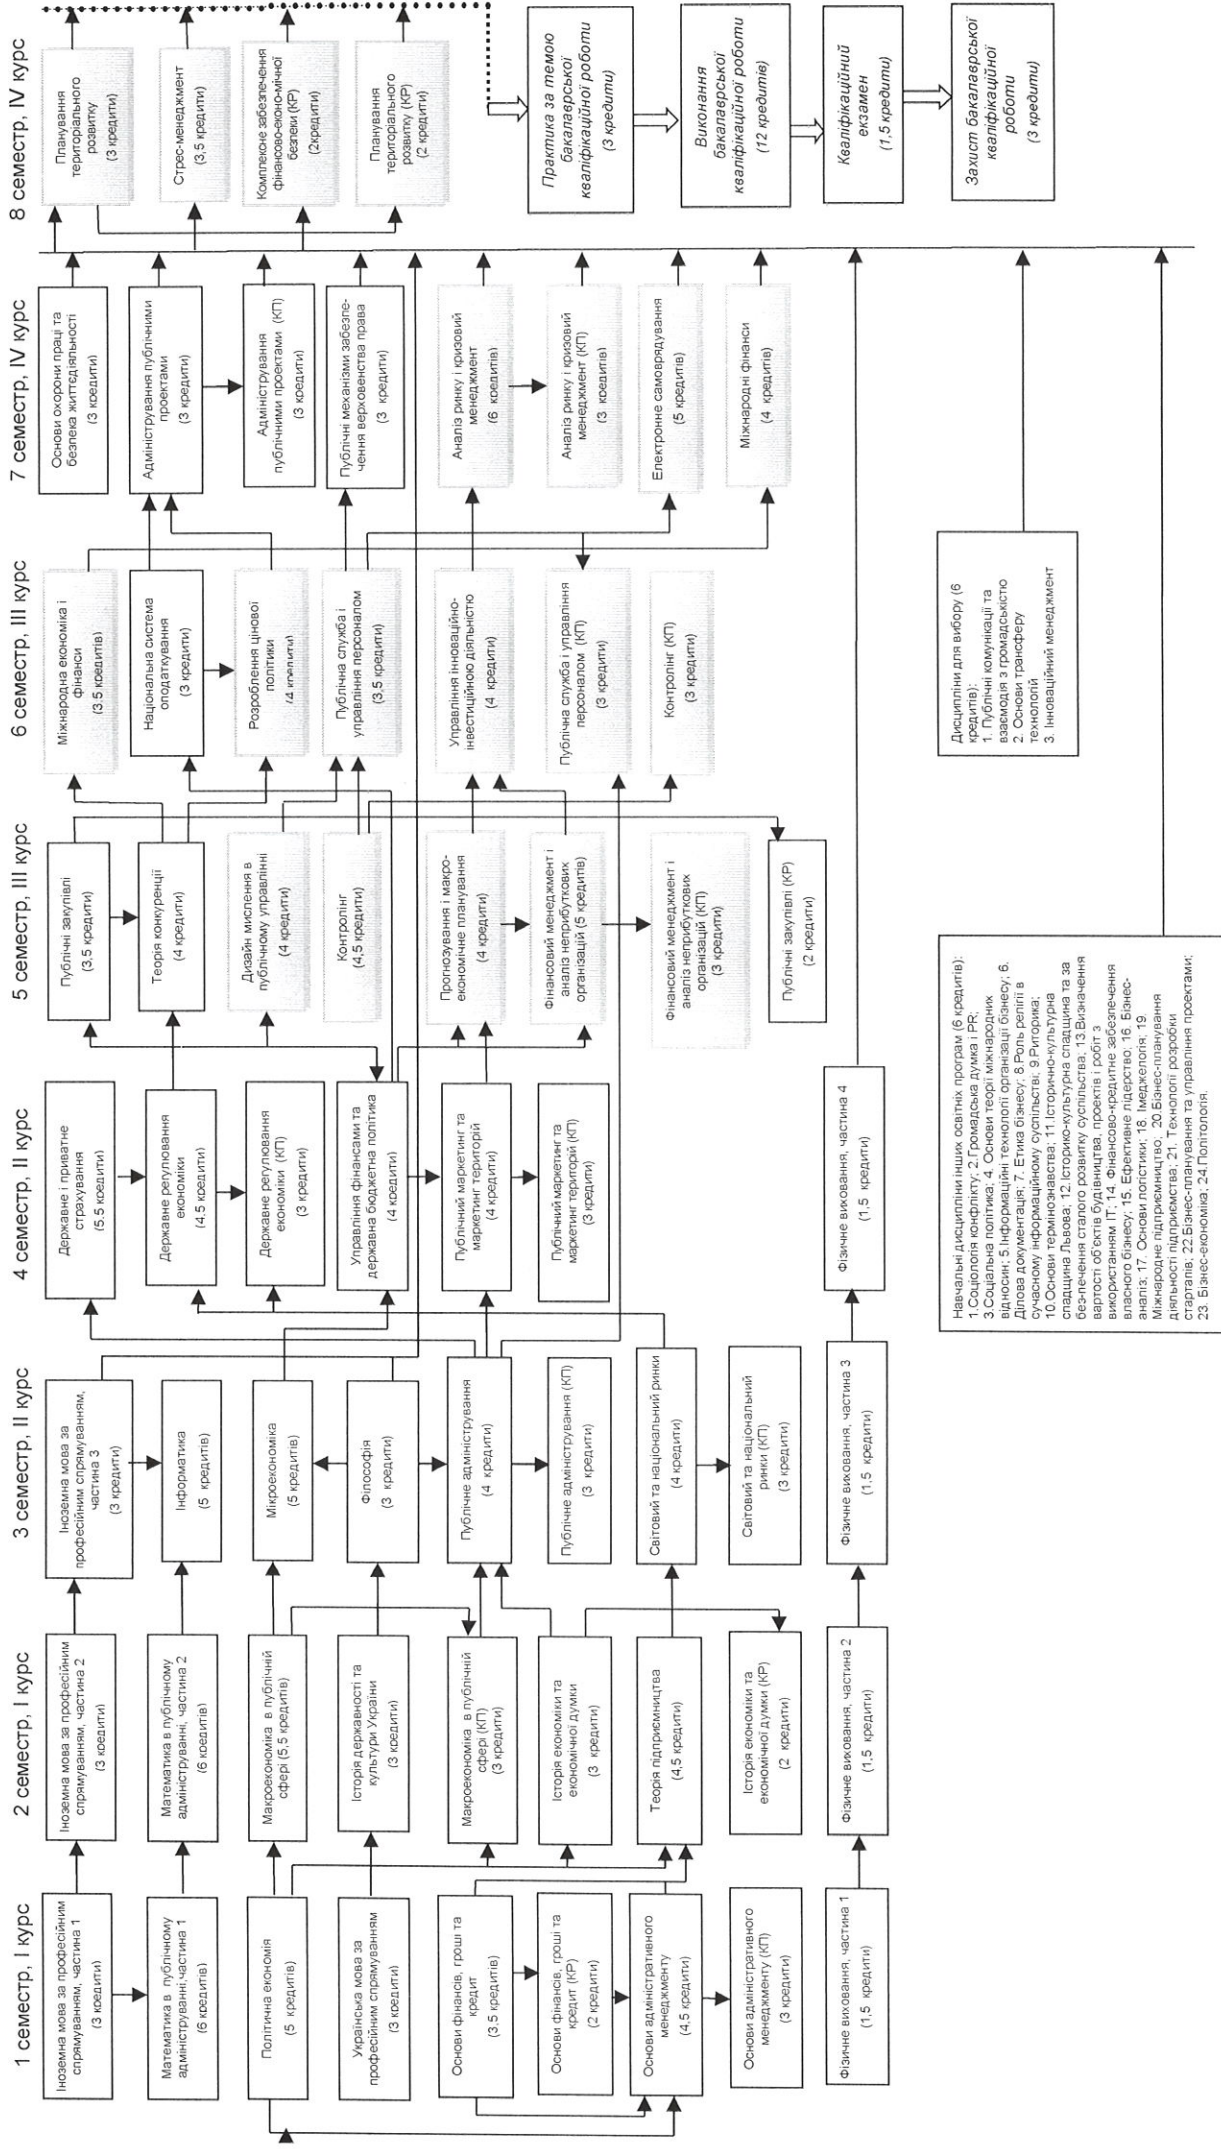 1 семестр, І курс
Іноземна мова за професійним
спрямуванням, частина 1
(3 кредити)
Математика в публічному
адмініструванні, частина 1
(6 кредитів)
Політична економія
(5 кредитів)
Українська мова за
професійним спрямуванням
(3 кредити)
Основи фінансів, гроші та
кредит
(3,5 кредитів)
Основи фінансів, гроші та
кредит (КР)
(2 кредити)
Основи адміністративного
менеджменту
(4,5 кредити)
Основи адміністративного
менеджменту (КП)
(3 кредити)
Фізичне виховання, частина 1
(1,5 кредити)
2 семестр, І курс
Іноземна мова за професійним
спрямуванням, частина 2
(3 кредити)
Математика в публічному
адмініструванні, частина 2
(6 кредитів)
Макроекономіка в публічній
сфері (5,5 кредитів)
Історія державності та
культури України
(3 кредити)
Макроекономіка в публічній
сфері (КП)
(3 кредити)
Історія економіки та
економічної думки
(3 кредити)
Теорія підприємництва
(4,5 кредити)
Історія економіки та
економічної думки (КР)
(2 кредити)
Фізичне виховання, частина 2
(1,5 кредити)
3 семестр, ІІ курс
Іноземна мова за
професійним спрямуванням,
частина 3
(3 кредити)
Інформатика
(5 кредитів)
Мікроекономіка
(5 кредитів)
Філософія
(3 кредити)
Публічне адміністрування
(4 кредити)
Публічне адміністрування (КП)
(3 кредити)
Світовий та національний ринки
(4 кредити)
Світовий та національний
ринки (КП)
(3 кредити)
Фізичне виховання, частина 3
(1,5 кредити)
4 семестр, ІІ курс
Державне і приватне
страхування
(5,5 кредити)
Державне регулювання
економіки
(4,5 кредити)
Державне регулювання
економіки (КП)
(3 кредити)
Управління фінансами та
державна бюджетна політика
(4 кредити)
Публічний маркетинг та
маркетинг територій
(4 кредити)
Публічний маркетинг та
маркетинг територій (КП)
(3 кредити)
Фізичне виховання, частина 4
(1,5 кредити)
5 семестр, ІІІ курс
Публічні закупівлі
(3,5 кредити)
Теорія конкуренції
(4 кредити)
Дизайн мислення в
публічному управлінні
(4 кредити)
Контролінг
(4,5 кредити)
Прогнозування і макро-
економічне планування
(4 кредити)
Фінансовий менеджмент і
аналіз неприбуткових
організацій (5 кредитів)
Фінансовий менеджмент і
аналіз неприбуткових
організацій (КП)
(3 кредити)
Публічні закупівлі (КР)
(2 кредити)
6 семестр, ІІІ курс
Міжнародна економіка і
фінанси
(3,5 кредитів)
Національна система
оподаткування
(3 кредити)
Розроблення цінової
політики
(4 кредити)
Публічна служба і
управління персоналом
(3,5 кредити)
Управління інноваційно-
інвестиційною діяльністю
(4 кредити)
Публічна служба і управління
персоналом (КП)
(3 кредити)
Контролінг (КП)
(3 кредити)
7 семестр, IV курс
Основи охорони праці та
безпека життєдіяльності
(3 кредити)
Адміністрування публічними
проектами
(3 кредити)
Адміністрування
публічними проектами (КП)
(3 кредити)
Публічні механізми забезпе-
чення верховенства права
(3 кредити)
Аналіз ринку і кризовий
менеджмент
(6 кредитів)
Аналіз ринку і кризовий
менеджмент (КП)
(3 кредити)
Електронне самоврядування
(5 кредитів)
Міжнародні фінанси
(4 кредити)
8 семестр, IV курс
Планування
територіального
розвитку
(3 кредити)
Стрес-менеджмент
(3,5 кредити)
Комплексне забезпечення
фінансово-еконо-мічної
безпеки (КР)
(2кредити)
Планування
територіального
розвитку (КР)
(2 кредити)
Практика за темою
бакалаврської
кваліфікаційної роботи
(3 кредити)
Виконання
бакалаврської
кваліфікаційної роботи
(12 кредитів)
Кваліфікаційний
екзамен
(1,5 кредити)
Захист бакалаврської
кваліфікаційної
роботи
(3 кредити)
Дисципліни для вибору (6
кредитів):
1. Публічні комунікації та
взаємодія з громадськістю
2. Основи трансферу
технологій
3. Інноваційний менеджмент
Навчальні дисципліни інших освітніх програм (6 кредитів):
1.Соціологія конфлікту; 2.Громадська думка і PR;
3.Соціальна політика; 4. Основи теорії міжнародних
відносин; 5.Інформаційні технології організації бізнесу; 6.
Ділова документація; 7. Етика бізнесу; 8.Роль релігії в
сучасному інформаційному суспільстві; 9.Риторика;
10.Основи термінознавства; 11.Історично-культурна
спадщина Львова; 12.Історико-культурна спадщина та за
без-печення сталого розвитку суспільства; 13.Визначення
вартості об'єктів будівництва, проектів і робіт з
використанням ІТ; 14. Фінансово-кредитне забезпечення
власного бізнесу; 15. Ефективне лідерство; 16. Бізнес-
аналіз; 17. Основи логістики; 18. Імеджелогія; 19.
Міжнародне підприємництво. 20.Бізнес-планування
діяльності підприємства; 21. Технології розробки
стартапів; 22.Бізнес-планування та управління проектами;
23. Бізнес-економіка; 24.Політологія.